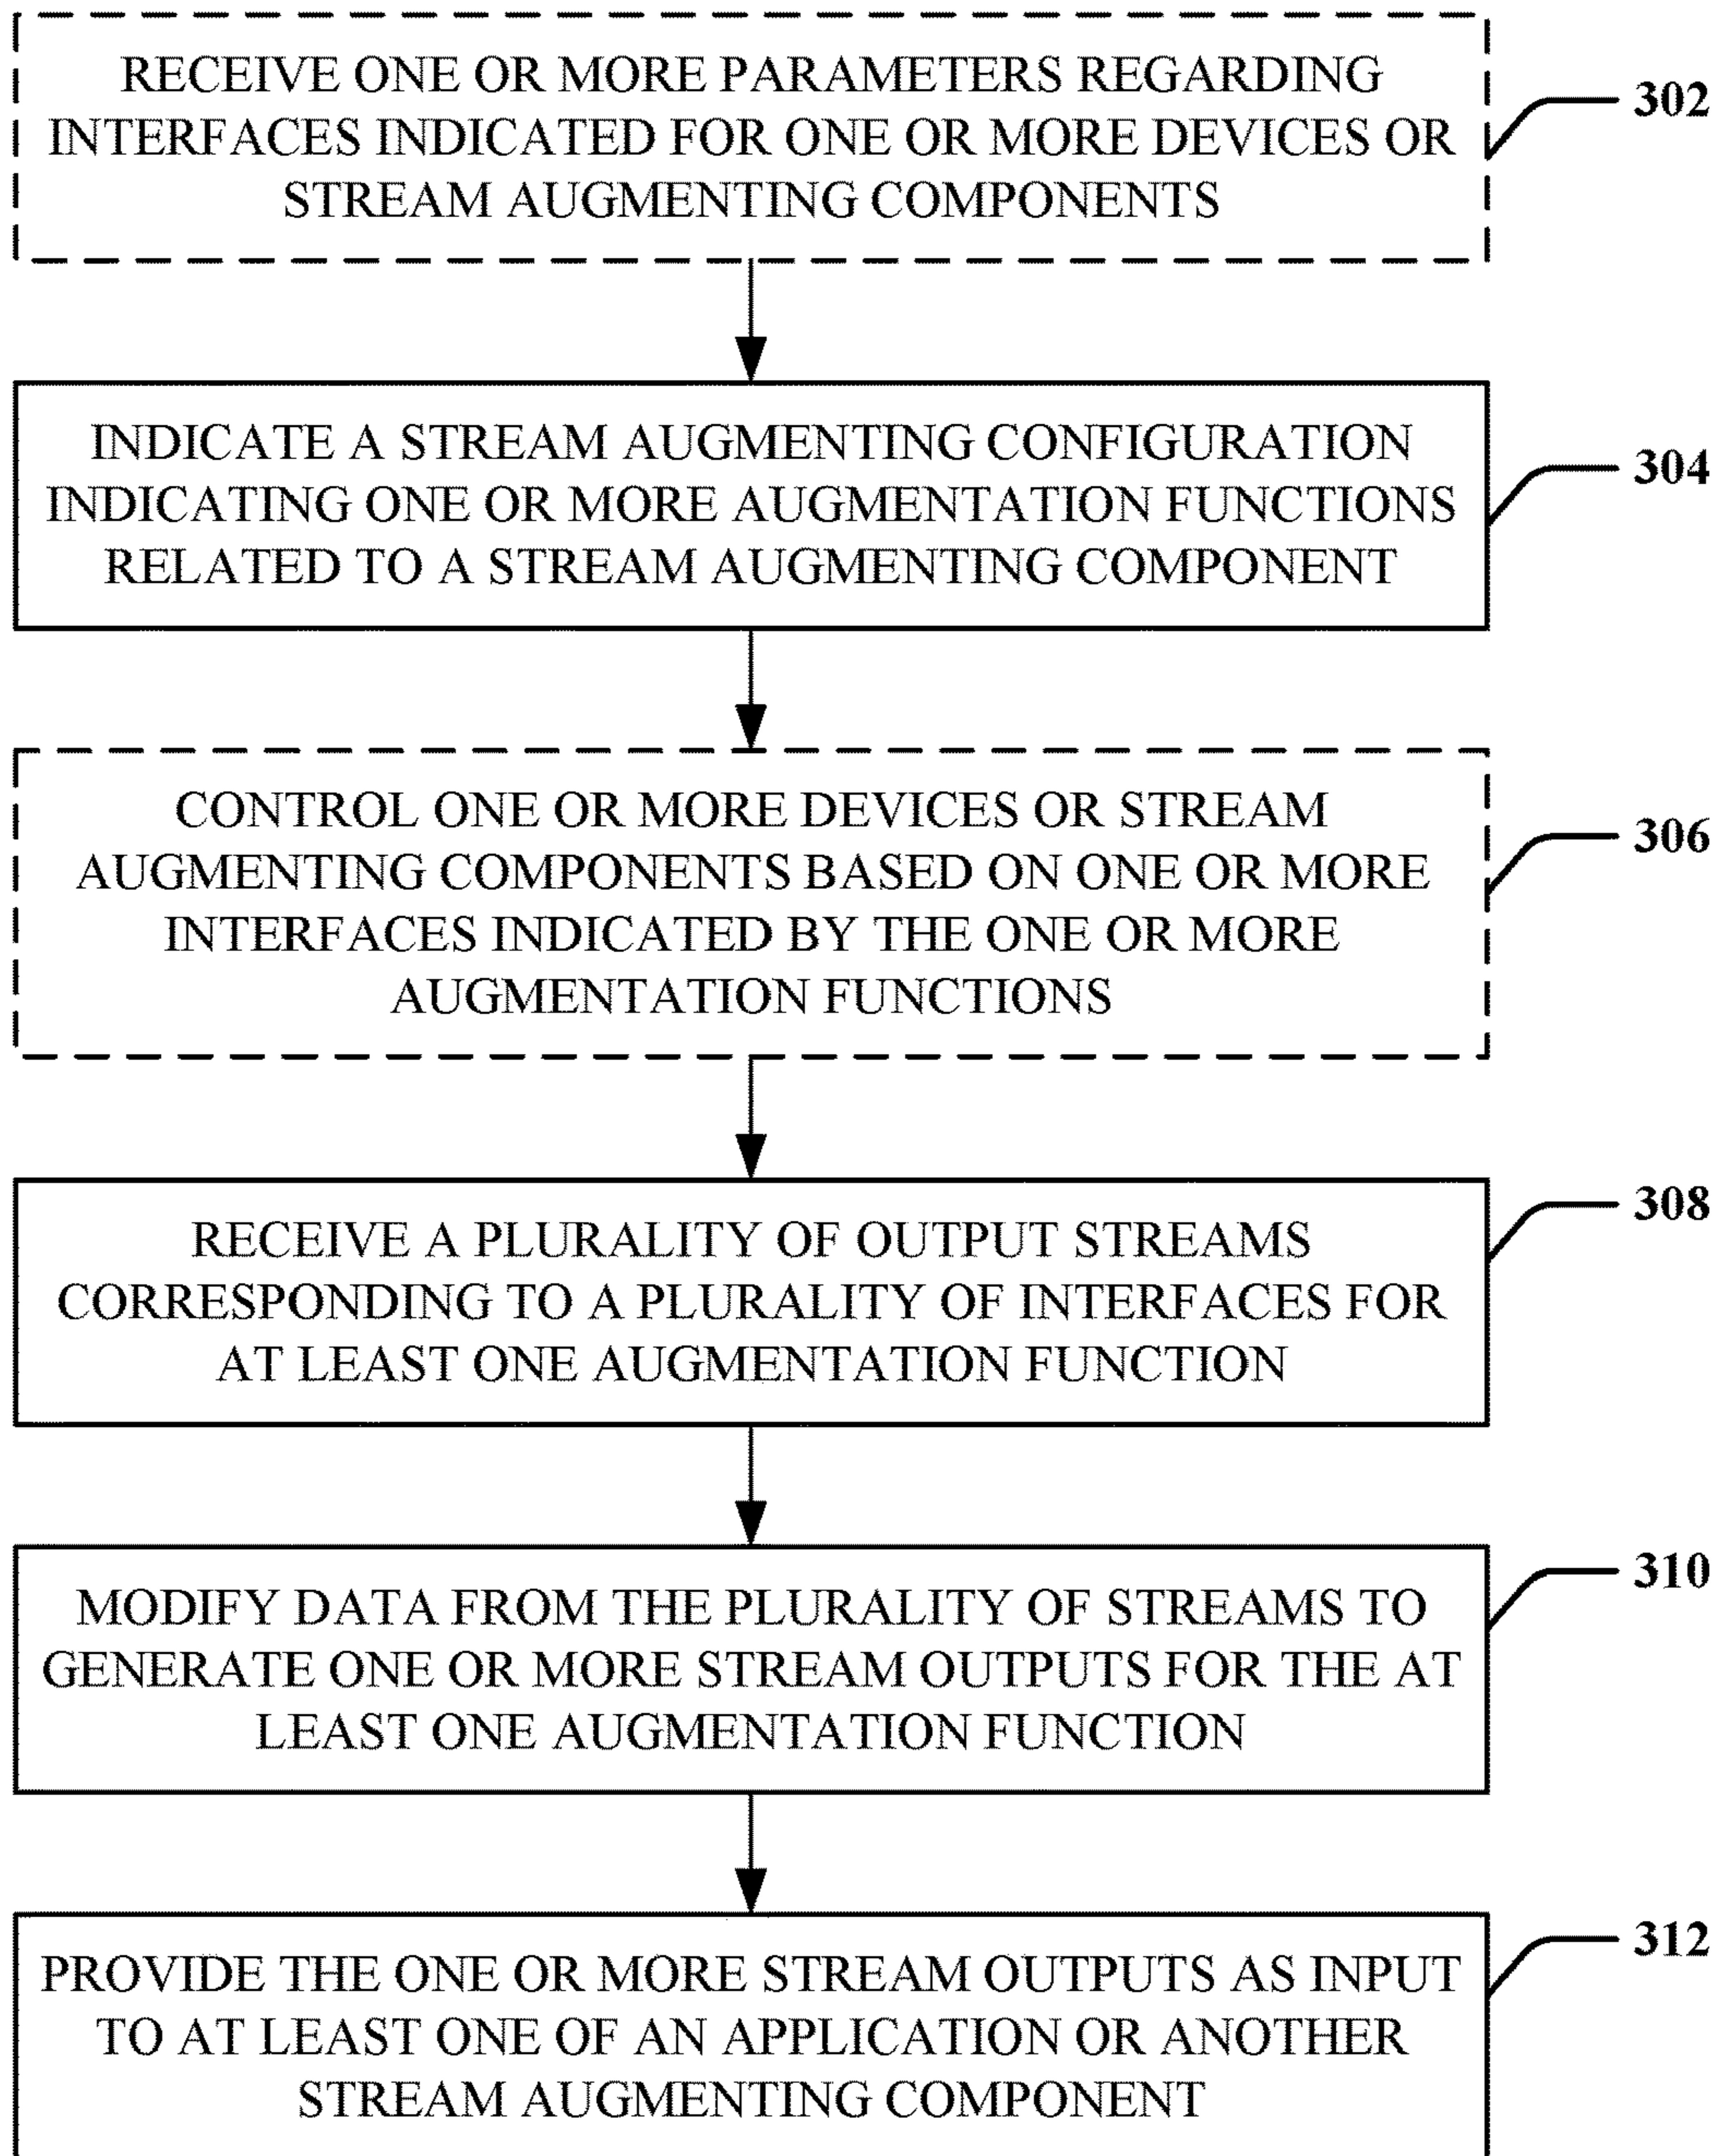 RECEIVE ONE OR MORE PARAMETERS REGARDING
INTERFACES INDICATED FOR ONE OR MORE DEVICES OR
STREAM AUGMENTING COMPONENTS
302
INDICATE A STREAM AUGMENTING CONFIGURATION
INDICATING ONE OR MORE AUGMENTATION FUNCTIONS
RELATED TO A STREAM AUGMENTING COMPONENT
304
CONTROL ONE OR MORE DEVICES OR STREAM
AUGMENTING COMPONENTS BASED ON ONE OR MORE
INTERFACES INDICATED BY THE ONE OR MORE
AUGMENTATION FUNCTIONS
306
RECEIVE A PLURALITY OF OUTPUT STREAMS
CORRESPONDING TO A PLURALITY OF INTERFACES FOR
AT LEAST ONE AUGMENTATION FUNCTION
308
MODIFY DATA FROM THE PLURALITY OF STREAMS TO
GENERATE ONE OR MORE STREAM OUTPUTS FOR THE AT
LEAST ONE AUGMENTATION FUNCTION
310
PROVIDE THE ONE OR MORE STREAM OUTPUTS AS INPUT
TO AT LEAST ONE OF AN APPLICATION OR ANOTHER
STREAM AUGMENTING COMPONENT
312